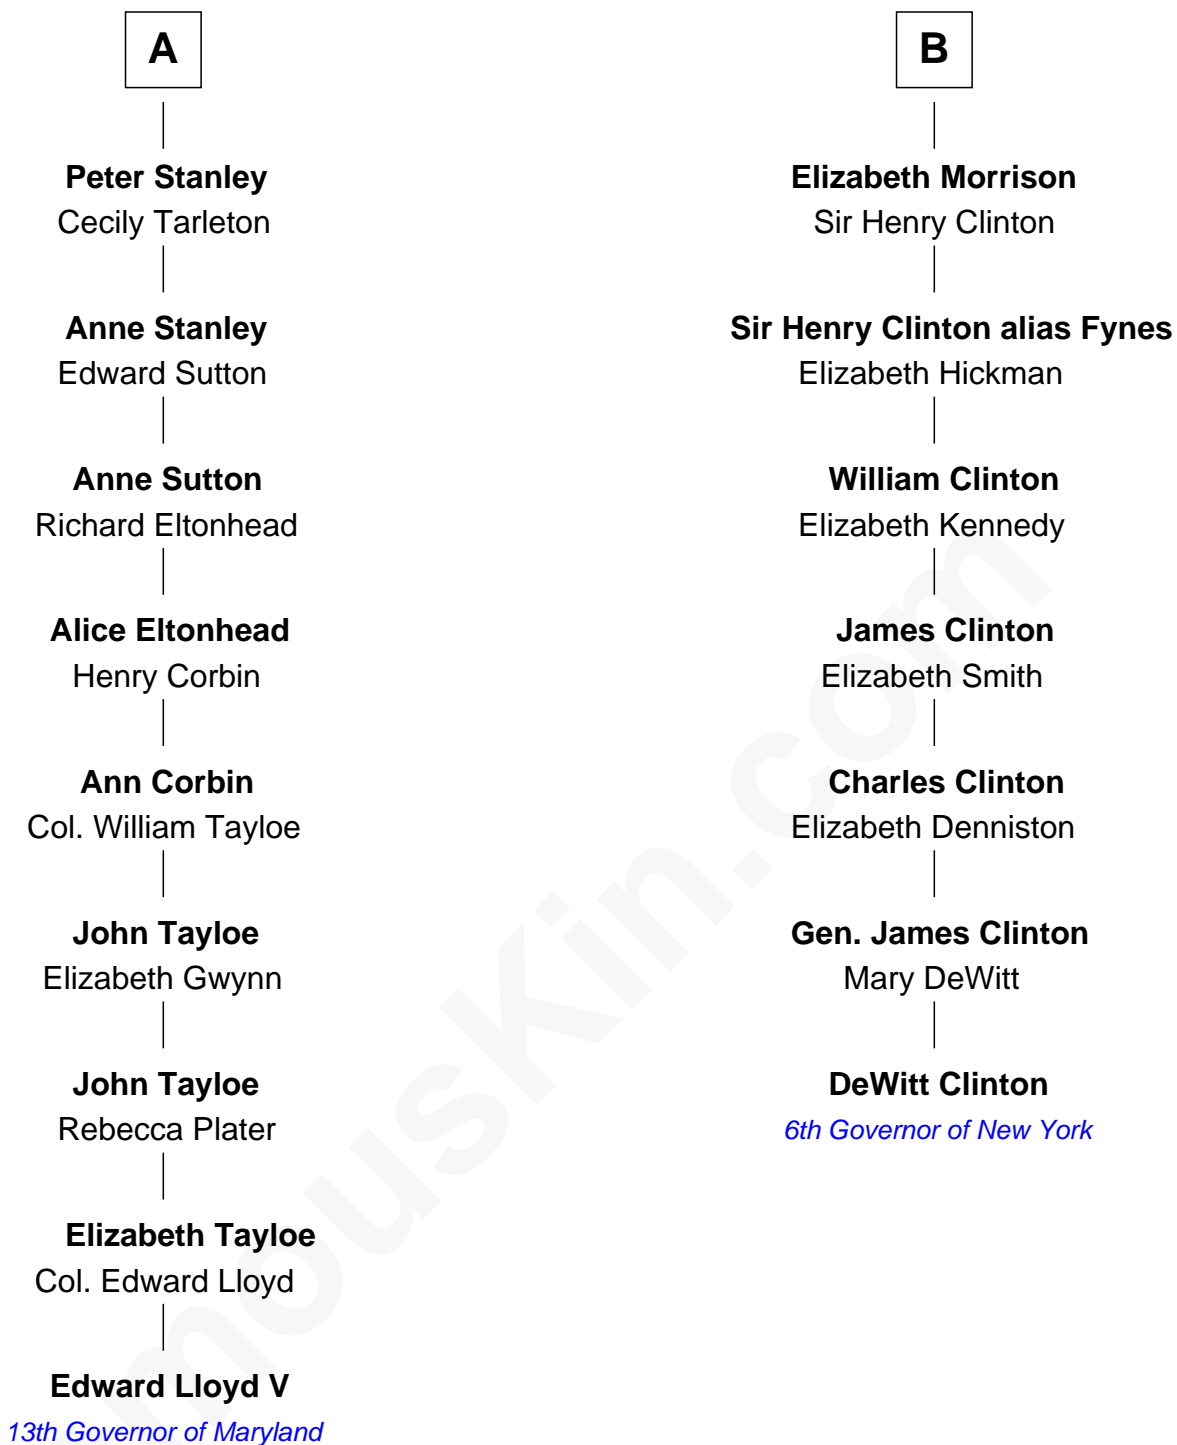 A
Peter Stanley
Cecily Tarleton
Anne Stanley
Edward Sutton
Anne Sutton
Richard Eltonhead
Alice Eltonhead
Henry Corbin
Ann Corbin
Col. William Tayloe
John Tayloe
Elizabeth Gwynn
John Tayloe
Rebecca Plater
Elizabeth Tayloe
Col. Edward Lloyd
Edward Lloyd V
13th Governor of Maryland
B
Elizabeth Morrison
Sir Henry Clinton
Sir Henry Clinton alias Fynes
Elizabeth Hickman
William Clinton
Elizabeth Kennedy
James Clinton
Elizabeth Smith
Charles Clinton
Elizabeth Denniston
Gen. James Clinton
Mary DeWitt
DeWitt Clinton
6th Governor of New York
mousKin.com